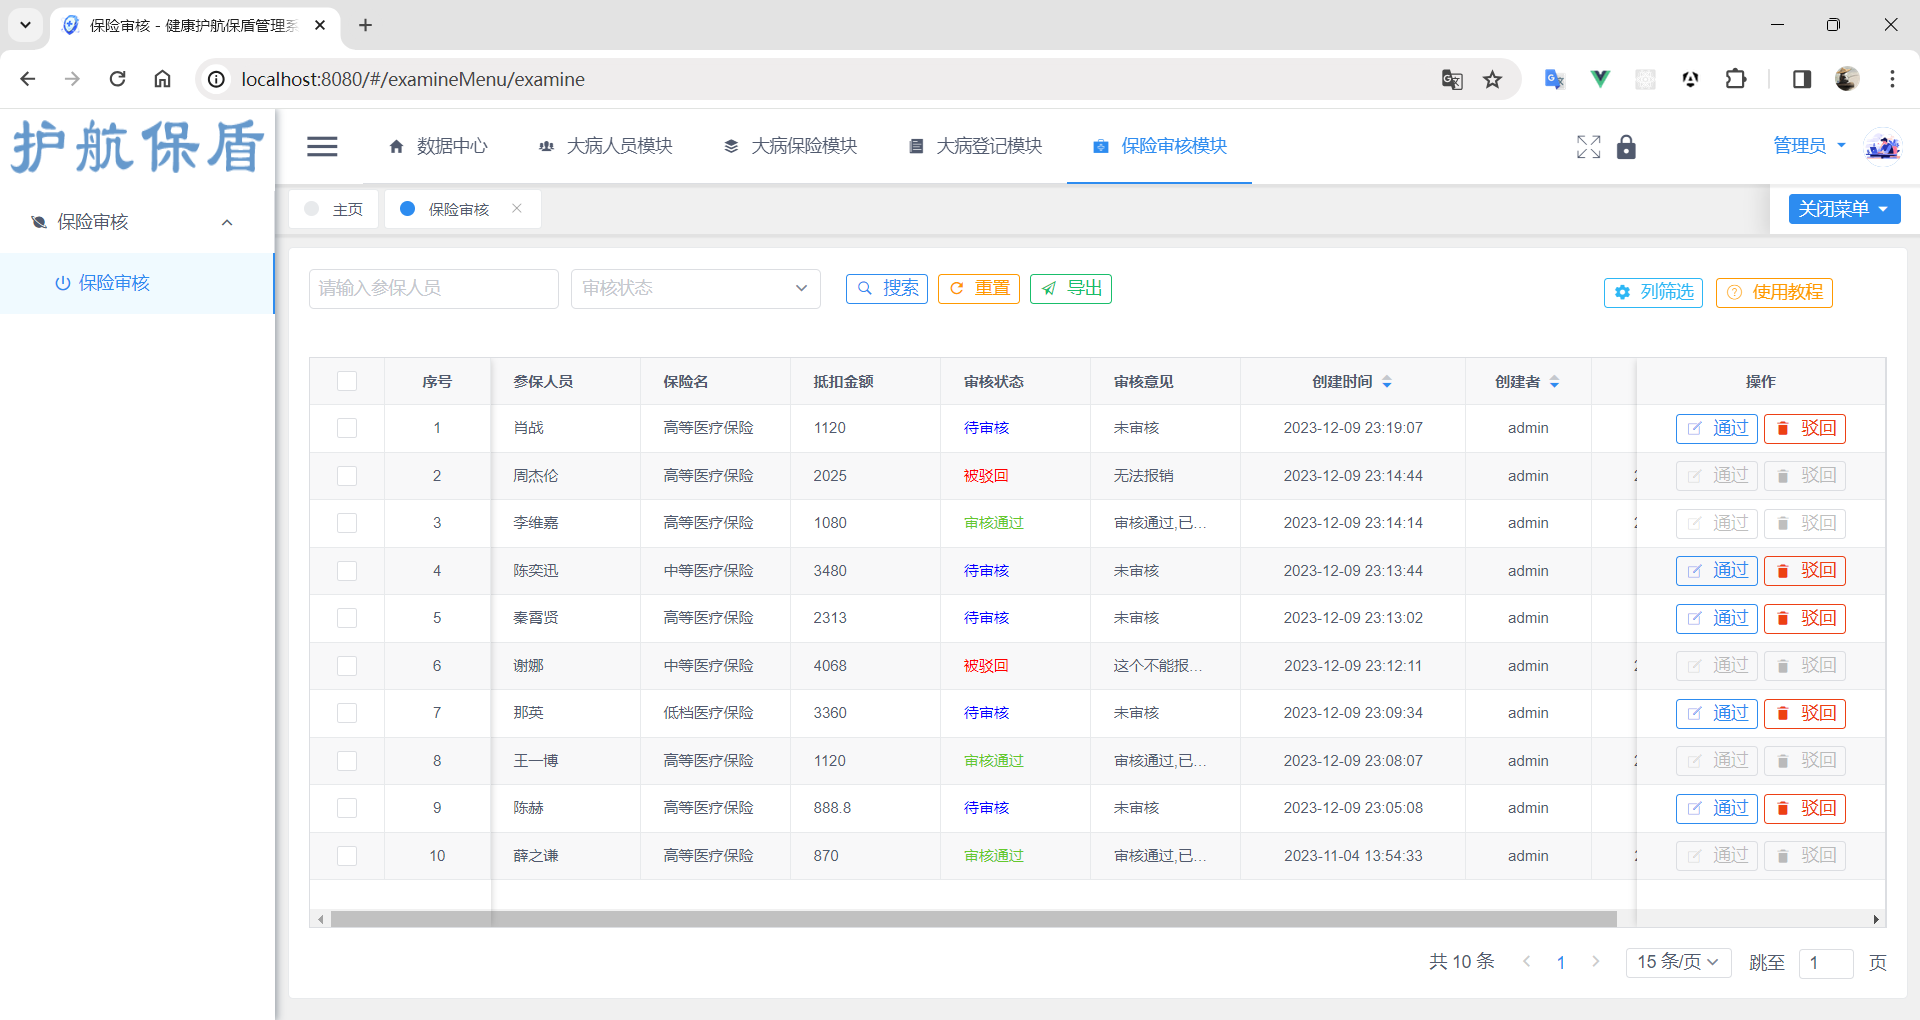 保险审核 - 健康护航保盾管理系
localhost:8080/#/examineMenu/examine
护航保盾
数据中心 大病人员模块 大病保险模块 大病登记模块 保险审核模块 管理员
保险审核
主页 保险审核 关闭菜单
保险审核
请输入参保人员 审核状态 搜索 重置 导出 列筛选 使用教程
序号 参保人员 保险名 抵扣金额 审核状态 审核意见 创建时间 创建者 操作
1 肖战 高等医疗保险 1120 待审核 未审核 2023-12-09 23:19:07 admin 通过 驳回
2 周杰伦 高等医疗保险 2025 被驳回 无法报销 2023-12-09 23:14:44 admin 通过 驳回
3 李维嘉 高等医疗保险 1080 审核通过 审核通过,已... 2023-12-09 23:14:14 admin 通过 驳回
4 陈奕迅 中等医疗保险 3480 待审核 未审核 2023-12-09 23:13:44 admin 通过 驳回
5 秦霄贤 高等医疗保险 2313 待审核 未审核 2023-12-09 23:13:02 admin 通过 驳回
6 谢娜 中等医疗保险 4068 被驳回 这个不能报... 2023-12-09 23:12:11 admin 通过 驳回
7 那英 低档医疗保险 3360 待审核 未审核 2023-12-09 23:09:34 admin 通过 驳回
8 王一博 高等医疗保险 1120 审核通过 审核通过,已... 2023-12-09 23:08:07 admin 通过 驳回
9 陈赫 高等医疗保险 888.8 待审核 未审核 2023-12-09 23:05:08 admin 通过 驳回
10 薛之谦 高等医疗保险 870 审核通过 审核通过,已... 2023-11-04 13:54:33 admin 通过 驳回
共 10 条 1 15 条/页 跳至 1 页